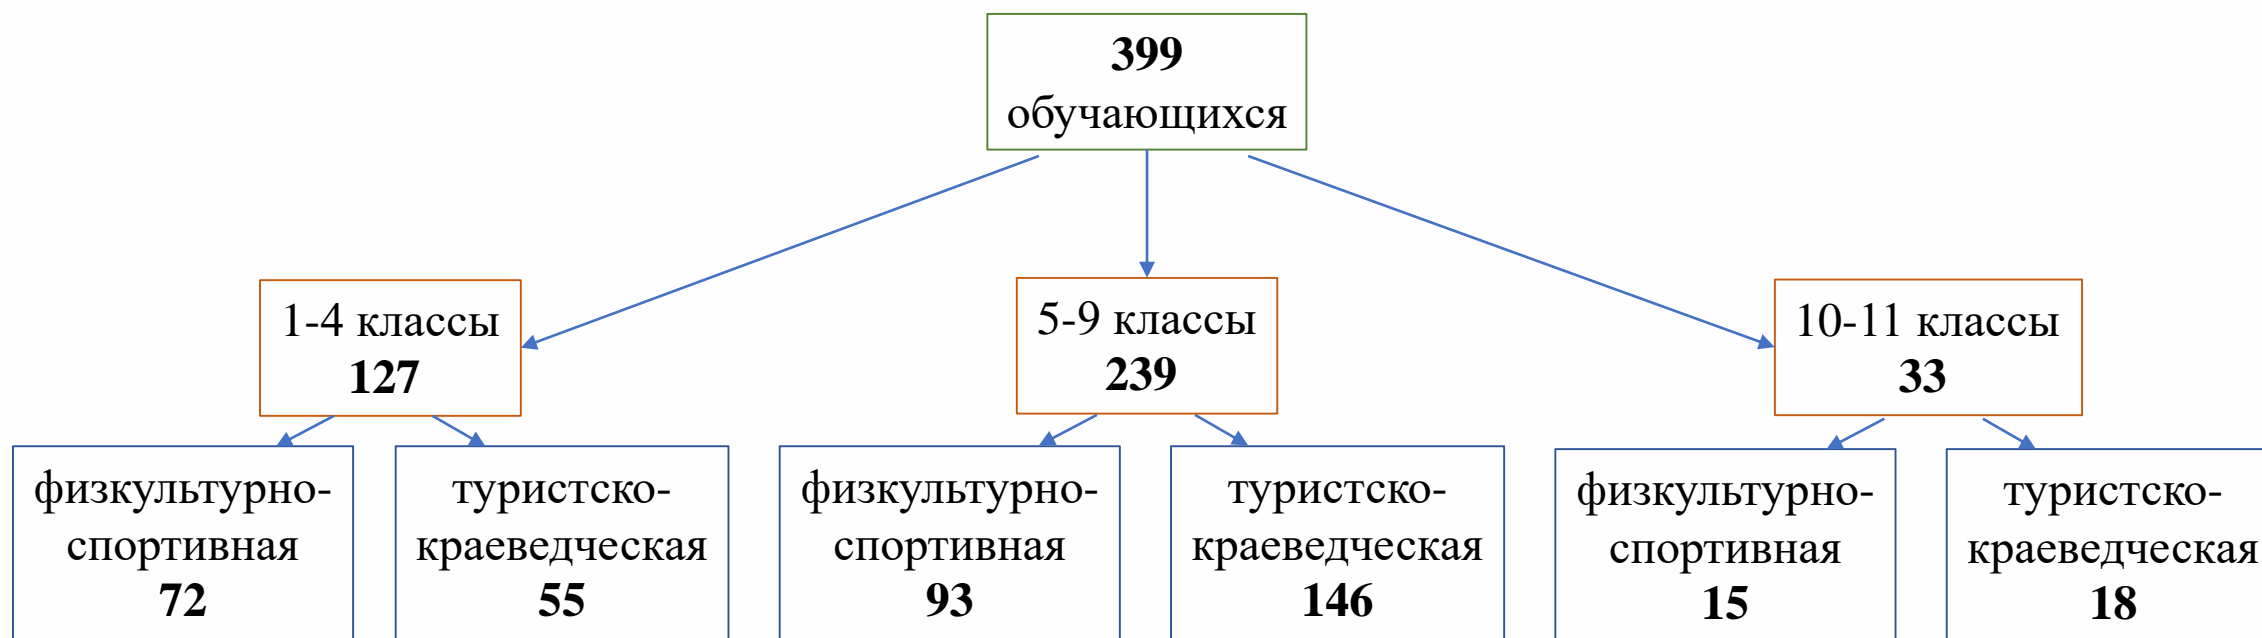 399
обучающихся
1-4 классы
127
5-9 классы
239
10-11 классы
33
физкультурно-
спортивная
72
туристско-
краеведческая
55
физкультурно-
спортивная
93
туристско-
краеведческая
146
физкультурно-
спортивная
15
туристско-
краеведческая
18